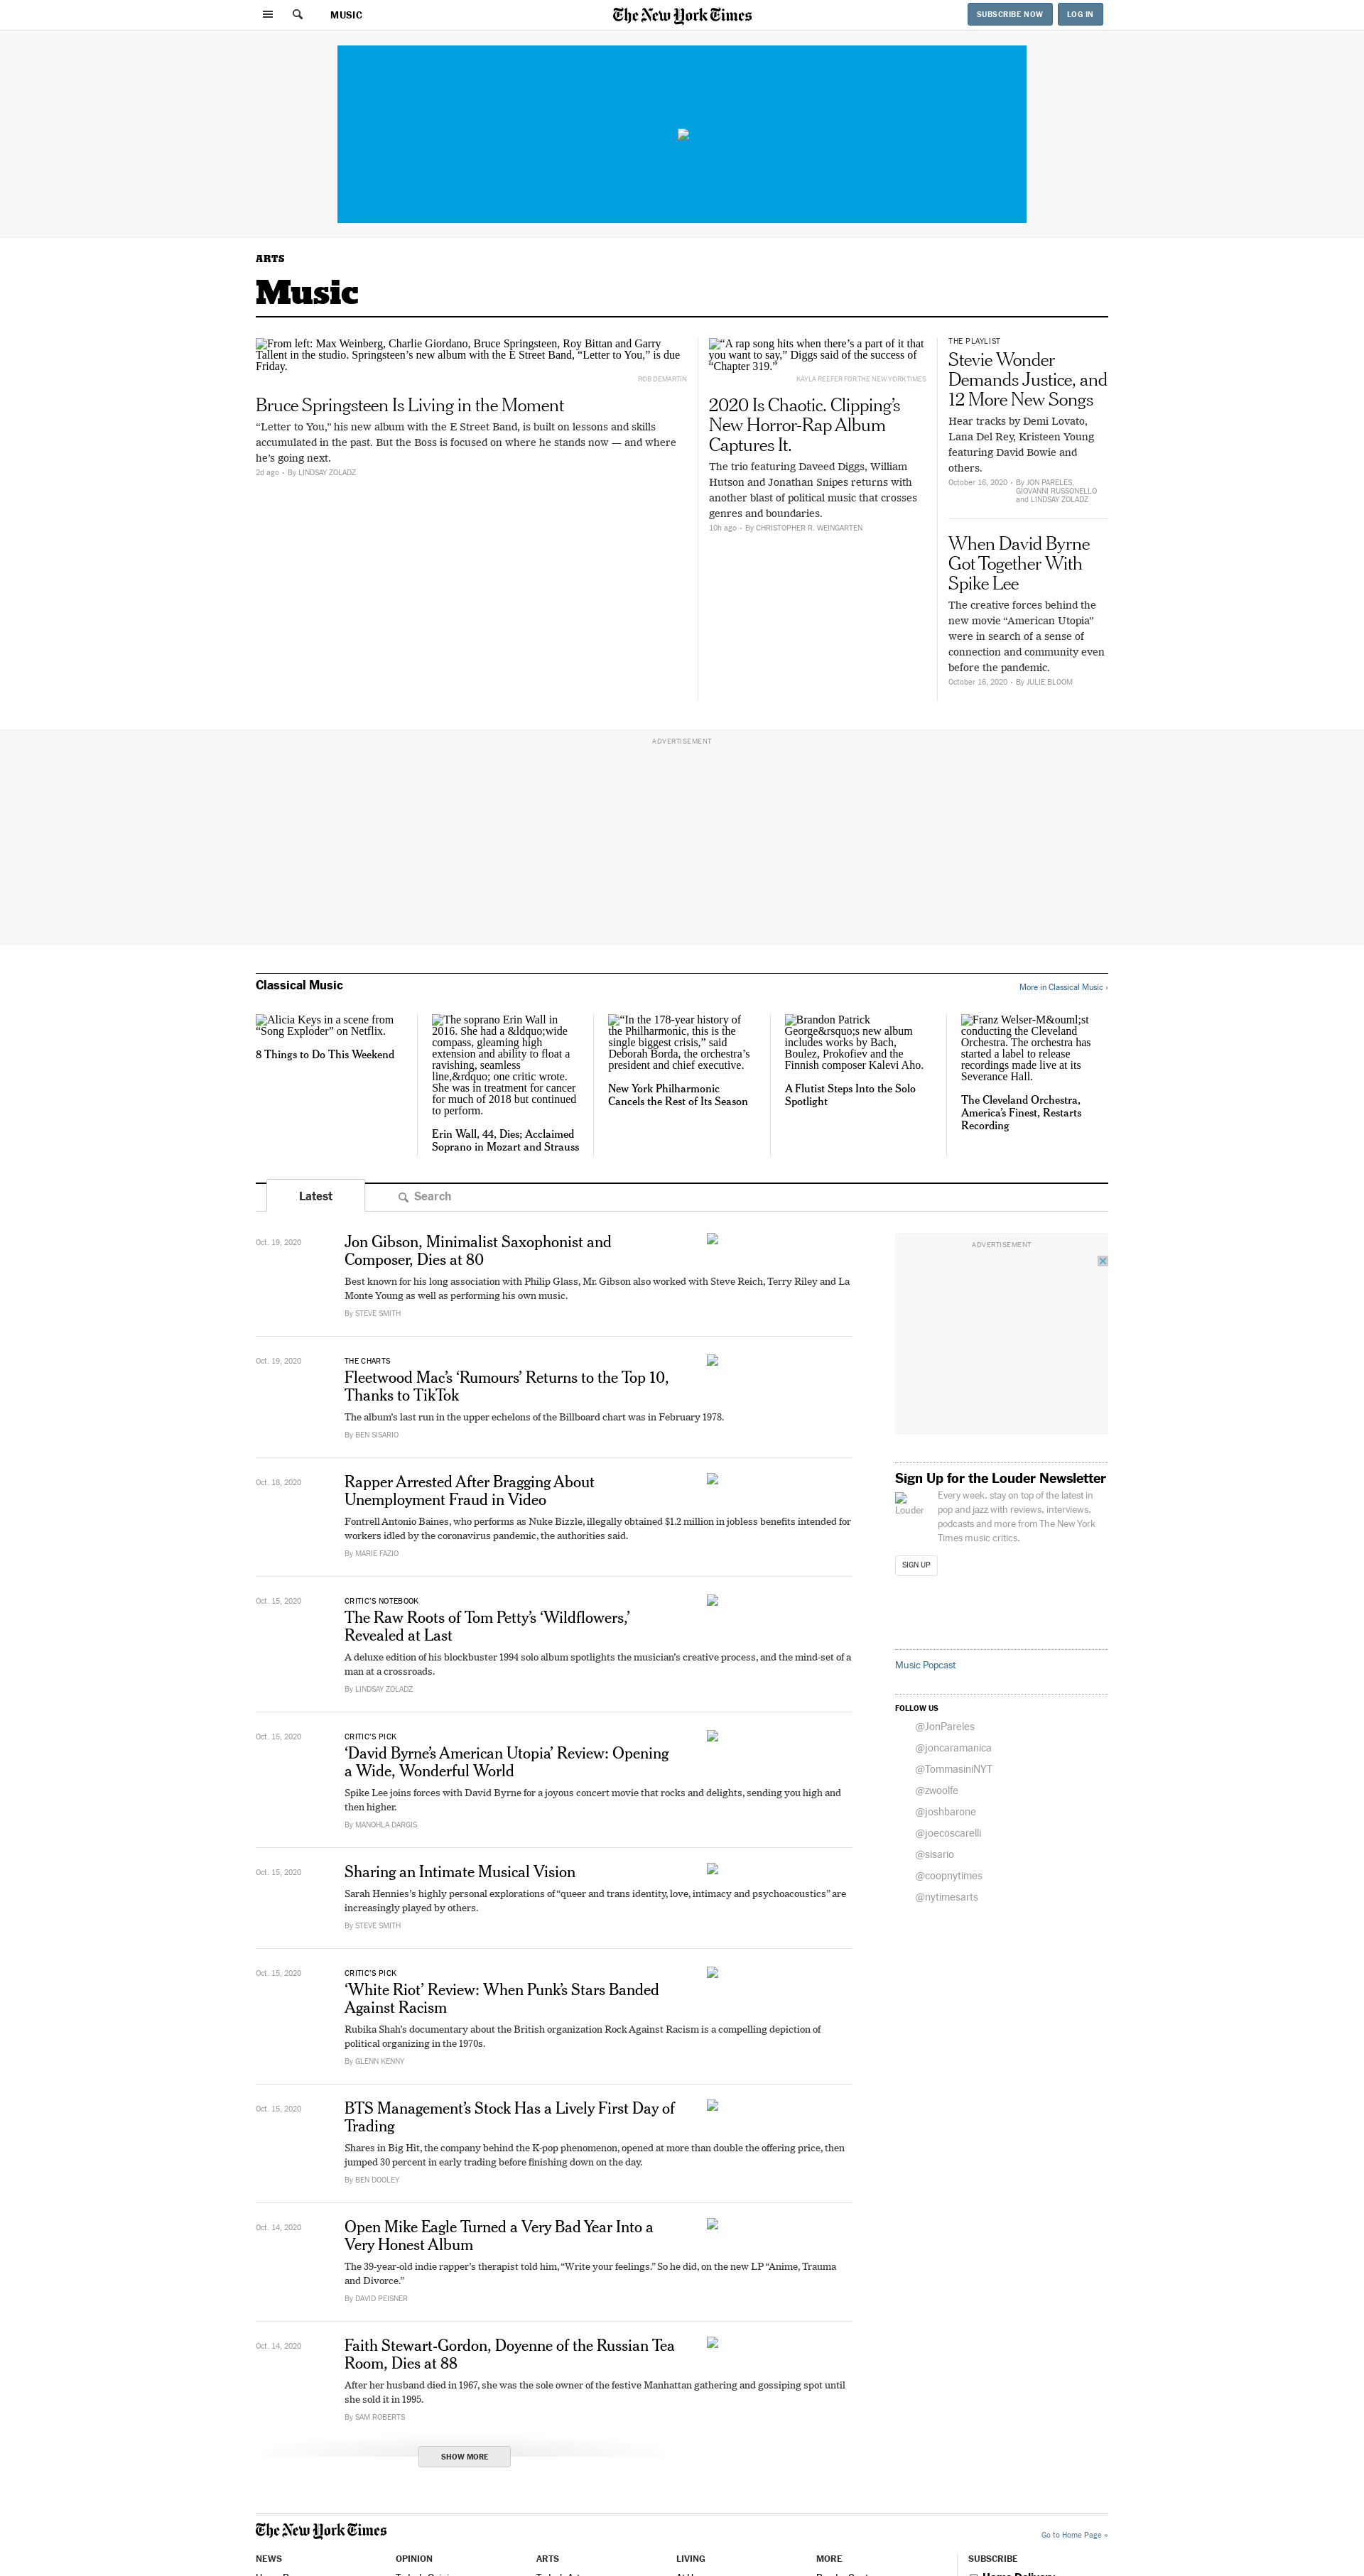 MUSIC
The New York Times
SUBSCRIBE NOW
LOG IN
ARTS
Music
From left: Max Weinberg, Charlie Giordano, Bruce Springsteen, Roy Bittan and Garry
Tallent in the studio. Springsteen’s new album with the E Street Band, “Letter to You,” is due
Friday.
ROB DEMARTIN
Bruce Springsteen Is Living in the Moment
“Letter to You,” his new album with the E Street Band, is built on lessons and skills
accumulated in the past. But the Boss is focused on where he stands now — and where
he’s going next.
2d ago • By LINDSAY ZOLADZ
“A rap song hits when there’s a part of it that
you want to say,” Diggs said of the success of
“Chapter 319.”
KAYLA REEFER FOR THE NEW YORK TIMES
2020 Is Chaotic. Clipping’s
New Horror-Rap Album
Captures It.
The trio featuring Daveed Diggs, William
Hutson and Jonathan Snipes returns with
another blast of political music that crosses
genres and boundaries.
10h ago • By CHRISTOPHER R. WEINGARTEN
THE PLAYLIST
Stevie Wonder
Demands Justice, and
12 More New Songs
Hear tracks by Demi Lovato,
Lana Del Rey, Kristeen Young
featuring David Bowie and
others.
October 16, 2020 • By JON PARELES,
GIOVANNI RUSSONELLO
and LINDSAY ZOLADZ
When David Byrne
Got Together With
Spike Lee
The creative forces behind the
new movie “American Utopia”
were in search of a sense of
connection and community even
before the pandemic.
October 16, 2020 • By JULIE BLOOM
ADVERTISEMENT
Classical Music
More in Classical Music ›
Alicia Keys in a scene from
“Song Exploder” on Netflix.
8 Things to Do This Weekend
The soprano Erin Wall in
2016. She had a &ldquo;wide
compass, gleaming high
extension and ability to float a
ravishing, seamless
line,&rdquo; one critic wrote.
She was in treatment for cancer
for much of 2018 but continued
to perform.
Erin Wall, 44, Dies; Acclaimed
Soprano in Mozart and Strauss
“In the 178-year history of
the Philharmonic, this is the
single biggest crisis,” said
Deborah Borda, the orchestra’s
president and chief executive.
New York Philharmonic
Cancels the Rest of Its Season
Brandon Patrick
George&rsquo;s new album
includes works by Bach,
Boulez, Prokofiev and the
Finnish composer Kalevi Aho.
A Flutist Steps Into the Solo
Spotlight
Franz Welser-M&ouml;st
conducting the Cleveland
Orchestra. The orchestra has
started a label to release
recordings made live at its
Severance Hall.
The Cleveland Orchestra,
America’s Finest, Restarts
Recording
Latest
Search
Oct. 19, 2020
Jon Gibson, Minimalist Saxophonist and
Composer, Dies at 80
Best known for his long association with Philip Glass, Mr. Gibson also worked with Steve Reich, Terry Riley and La
Monte Young as well as performing his own music.
By STEVE SMITH
Oct. 19, 2020
THE CHARTS
Fleetwood Mac’s ‘Rumours’ Returns to the Top 10,
Thanks to TikTok
The album’s last run in the upper echelons of the Billboard chart was in February 1978.
By BEN SISARIO
Oct. 18, 2020
Rapper Arrested After Bragging About
Unemployment Fraud in Video
Fontrell Antonio Baines, who performs as Nuke Bizzle, illegally obtained $1.2 million in jobless benefits intended for
workers idled by the coronavirus pandemic, the authorities said.
By MARIE FAZIO
Oct. 15, 2020
CRITIC’S NOTEBOOK
The Raw Roots of Tom Petty’s ‘Wildflowers,’
Revealed at Last
A deluxe edition of his blockbuster 1994 solo album spotlights the musician’s creative process, and the mind-set of a
man at a crossroads.
By LINDSAY ZOLADZ
Oct. 15, 2020
CRITIC’S PICK
‘David Byrne’s American Utopia’ Review: Opening
a Wide, Wonderful World
Spike Lee joins forces with David Byrne for a joyous concert movie that rocks and delights, sending you high and
then higher.
By MANOHLA DARGIS
Oct. 15, 2020
Sharing an Intimate Musical Vision
Sarah Hennies’s highly personal explorations of “queer and trans identity, love, intimacy and psychoacoustics” are
increasingly played by others.
By STEVE SMITH
Oct. 15, 2020
CRITIC’S PICK
‘White Riot’ Review: When Punk’s Stars Banded
Against Racism
Rubika Shah’s documentary about the British organization Rock Against Racism is a compelling depiction of
political organizing in the 1970s.
By GLENN KENNY
Oct. 15, 2020
BTS Management’s Stock Has a Lively First Day of
Trading
Shares in Big Hit, the company behind the K-pop phenomenon, opened at more than double the offering price, then
jumped 30 percent in early trading before finishing down on the day.
By BEN DOOLEY
Oct. 14, 2020
Open Mike Eagle Turned a Very Bad Year Into a
Very Honest Album
The 39-year-old indie rapper’s therapist told him, “Write your feelings.” So he did, on the new LP “Anime, Trauma
and Divorce.”
By DAVID PEISNER
Oct. 14, 2020
Faith Stewart-Gordon, Doyenne of the Russian Tea
Room, Dies at 88
After her husband died in 1967, she was the sole owner of the festive Manhattan gathering and gossiping spot until
she sold it in 1995.
By SAM ROBERTS
SHOW MORE
ADVERTISEMENT
Sign Up for the Louder Newsletter
Louder
Every week, stay on top of the latest in
pop and jazz with reviews, interviews,
podcasts and more from The New York
Times music critics.
SIGN UP
Music Popcast
FOLLOW US
@JonPareles
@joncaramanica
@TommasiniNYT
@zwoolfe
@joshbarone
@joecoscarelli
@sisario
@coopnytimes
@nytimesarts
The New York Times
Go to Home Page »
NEWS
OPINION
ARTS
LIVING
MORE
SUBSCRIBE